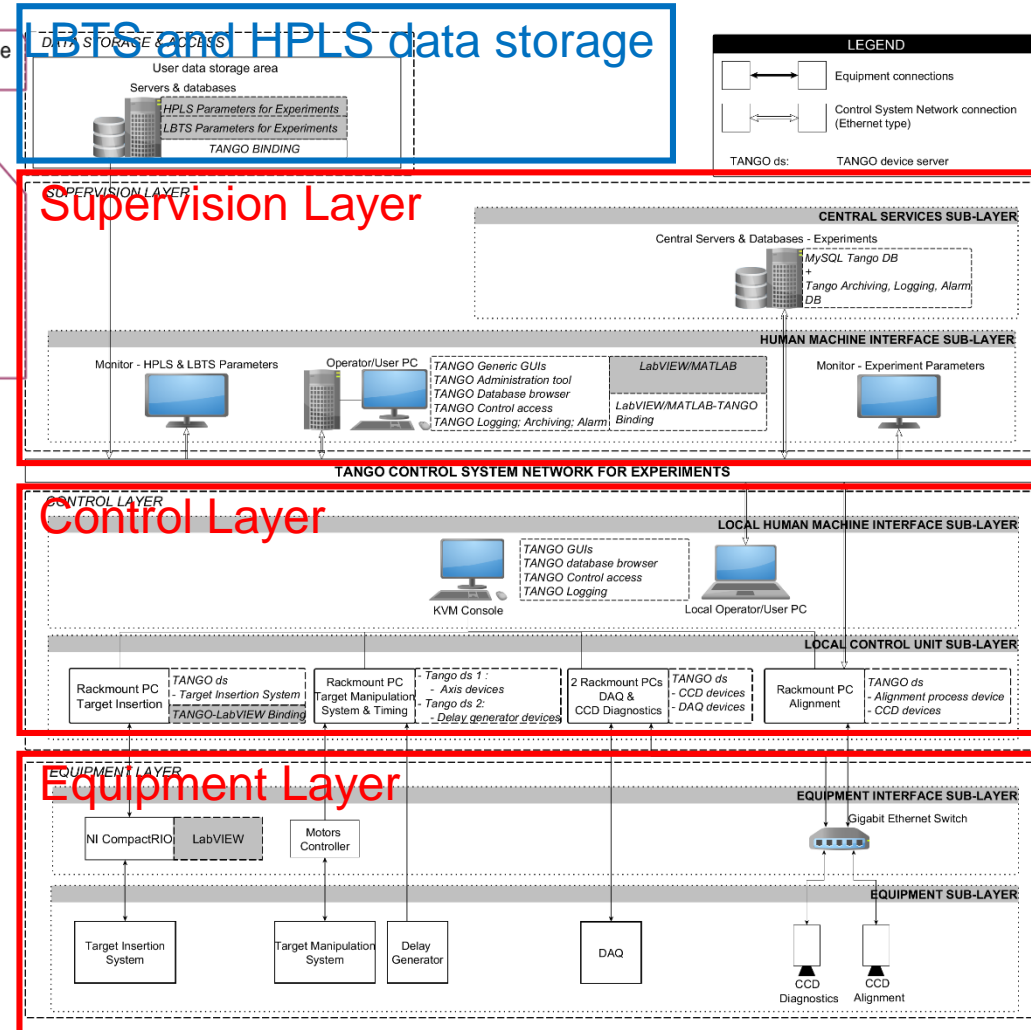 e
LBTS and HPLS data storage
DATA STORAGE & ACCESS
User data storage area
Servers & databases
HPLS Parameters for Experiments
LBTS Parameters for Experiments
TANGO BINDING
LEGEND
Equipment connections
Control System Network connection
(Ethernet type)
TANGO ds: TANGO device server
SUPERVISION LAYER
Supervision Layer
CENTRAL SERVICES SUB-LAYER
Central Servers & Databases - Experiments
MySQL Tango DB
+
Tango Archiving, Logging, Alarm
DB
HUMAN MACHINE INTERFACE SUB-LAYER
Monitor - HPLS & LBTS Parameters
Operator/User PC
TANGO Generic GUIs
TANGO Administration tool
TANGO Database browser
TANGO Control access
TANGO Logging; Archiving; Alarm
LabVIEW/MATLAB
LabVIEW/MATLAB-TANGO
Binding
Monitor - Experiment Parameters
TANGO CONTROL SYSTEM NETWORK FOR EXPERIMENTS
CONTROL LAYER
Control Layer
LOCAL HUMAN MACHINE INTERFACE SUB-LAYER
KVM Console
TANGO GUIs
TANGO database browser
TANGO Control access
TANGO Logging
Local Operator/User PC
LOCAL CONTROL UNIT SUB-LAYER
Rackmount PC
Target Insertion
TANGO ds
- Target Insertion System
TANGO-LabVIEW Binding
Rackmount PC
Target Manipulation
System & Timing
- Tango ds 1 :
- Axis devices
- Tango ds 2:
- Delay generator devices
2 Rackmount PCs
DAQ &
CCD Diagnostics
TANGO ds
- CCD devices
- DAQ devices
Rackmount PC
Alignment
TANGO ds
- Alignment process device
- CCD devices
EQUIPMENT LAYER
Equipment Layer
EQUIPMENT INTERFACE SUB-LAYER
NI CompactRIO
LabVIEW
Motors
Controller
Gigabit Ethernet Switch
EQUIPMENT SUB-LAYER
Target Insertion
System
Target Manipulation
System
Delay
Generator
DAQ
CCD
Diagnostics
CCD
Alignment